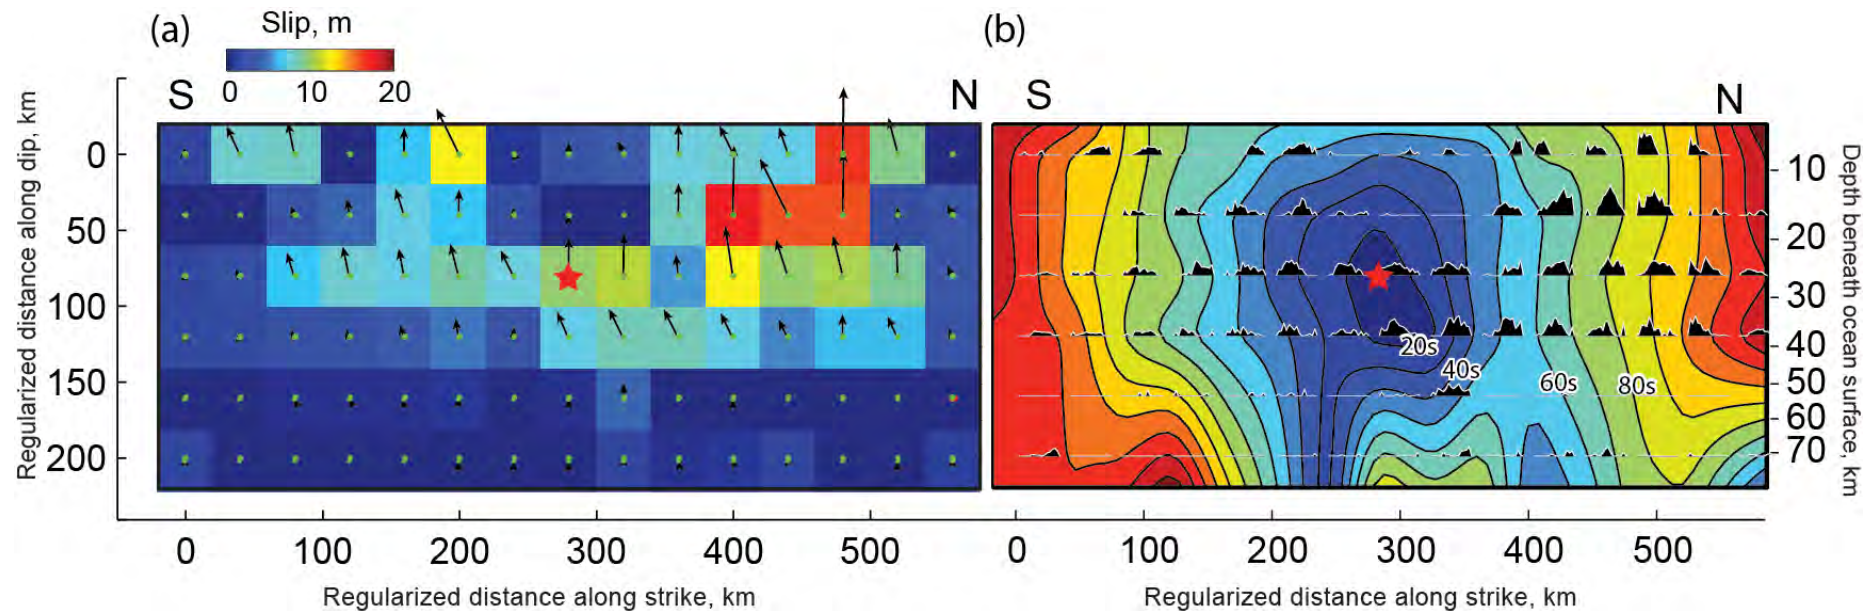 (a)
Slip, m
0 10 20
S N
Regularized distance along dip, km
0
50
100
150
200
0 100 200 300 400 500
Regularized distance along strike, km
(b)
S N
20s
40s
60s
80s
10
20
30
40
50
60
70
Depth beneath ocean surface, km
0 100 200 300 400 500
Regularized distance along strike, km